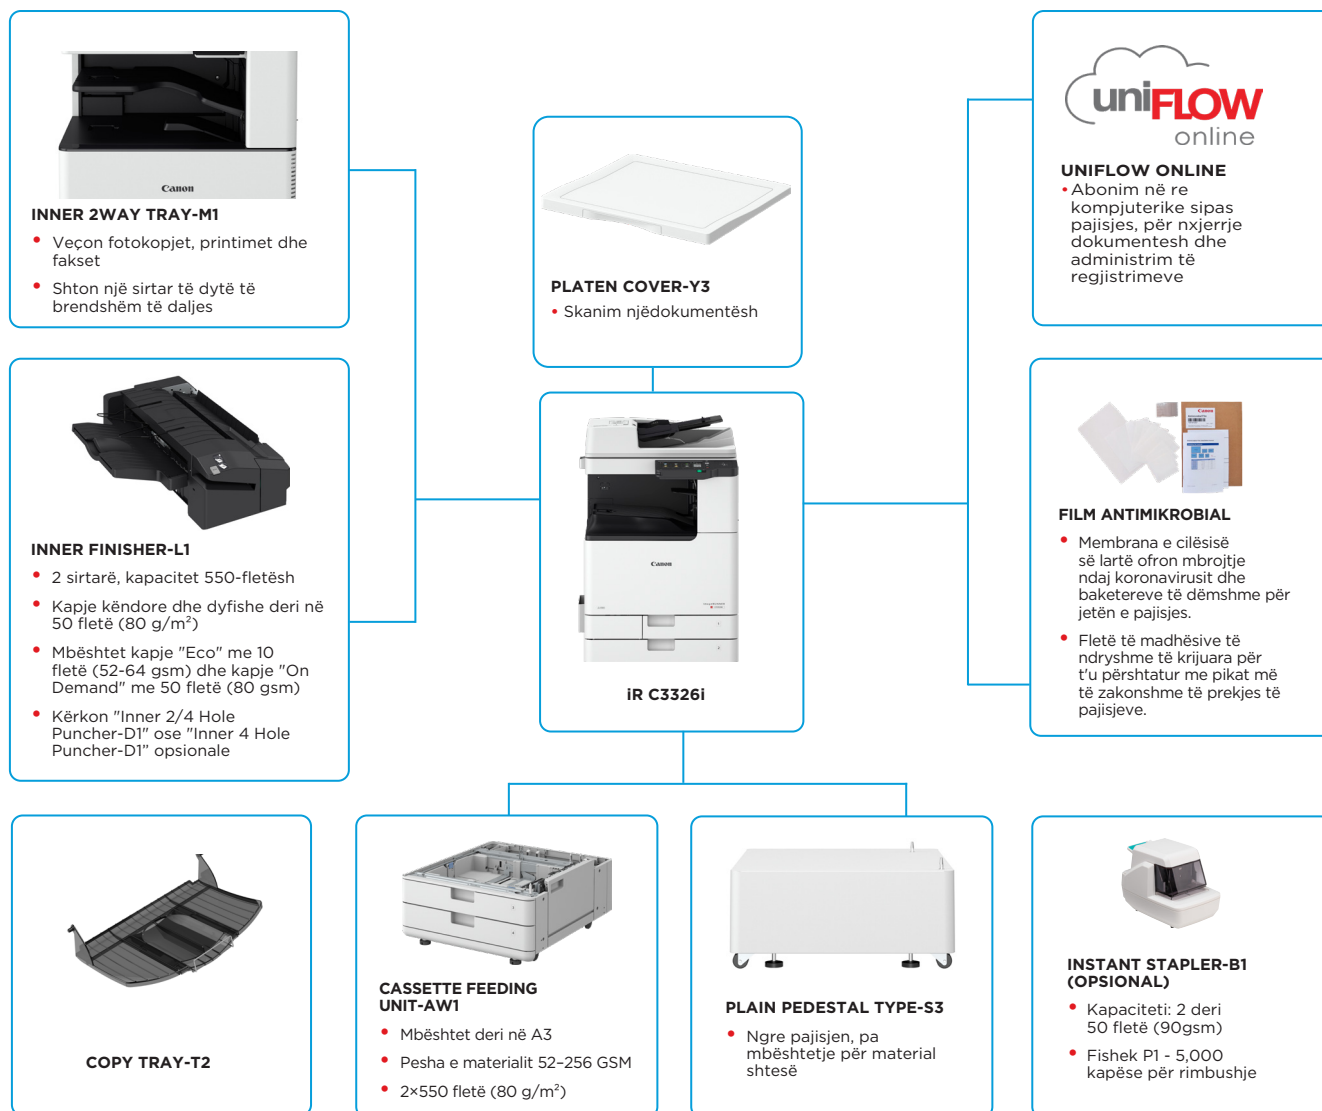 Canon
INNER 2WAY TRAY-M1
• Veçon fotokopjet, printimet dhe
fakset
• Shton një sirtar të dytë të
brendshëm të daljes
PLATEN COVER-Y3
• Skanim njëdokumentësh
uniFLOW
online
UNIFLOW ONLINE
• Abonim në re
kompjuterike sipas
pajisjes, për nxjerrje
dokumentesh dhe
administrim të
regjistrimeve
INNER FINISHER-L1
• 2 sirtarë, kapacitet 550-fletësh
• Kapje këndore dhe dyfishe deri në
50 fletë (80 g/m²)
• Mbështet kapje "Eco" me 10
fletë (52-64 gsm) dhe kapje "On
Demand" me 50 fletë (80 gsm)
• Kërkon "Inner 2/4 Hole
Puncher-D1" ose "Inner 4 Hole
Puncher-D1” opsionale
Canon
iR C3326i
Canon
FILM ANTIMIKROBIAL
• Membrana e cilësisë
së lartë ofron mbrojtje
ndaj koronavirusit dhe
baketereve të dëmshme për
jetën e pajisjes.
• Fletë të madhësive të
ndryshme të krijuara për
t'u përshtatur me pikat më
të zakonshme të prekjes të
pajisjeve.
COPY TRAY-T2
CASSETTE FEEDING
UNIT-AW1
• Mbështet deri në A3
• Pesha e materialit 52–256 GSM
• 2×550 fletë (80 g/m²)
PLAIN PEDESTAL TYPE-S3
• Ngre pajisjen, pa
mbështetje për material
shtesë
INSTANT STAPLER-B1
(OPSIONAL)
• Kapaciteti: 2 deri
50 fletë (90gsm)
• Fishek P1 - 5,000
kapëse për rimbushje